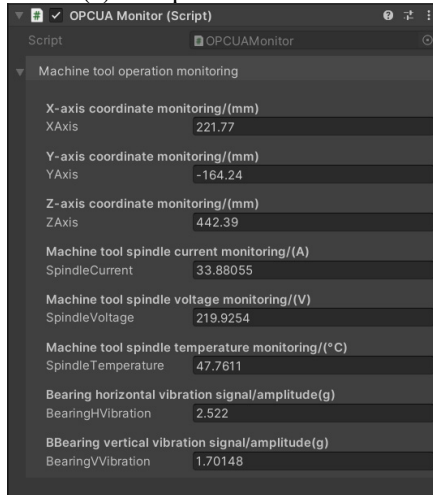 OPCUA Monitor (Script)
Script OPCUAMonitor
Machine tool operation monitoring
X-axis coordinate monitoring/(mm)
XAxis 221.77
Y-axis coordinate monitoring/(mm)
YAxis -164.24
Z-axis coordinate monitoring/(mm)
ZAxis 442.39
Machine tool spindle current monitoring/(A)
SpindleCurrent 33.88055
Machine tool spindle voltage monitoring/(V)
SpindleVoltage 219.9254
Machine tool spindle temperature monitoring/(°C)
SpindleTemperature 47.7611
Bearing horizontal vibration signal/amplitude(g)
BearingHVibration 2.522
BBearing vertical vibration signal/amplitude(g)
BearingVVibration 1.70148